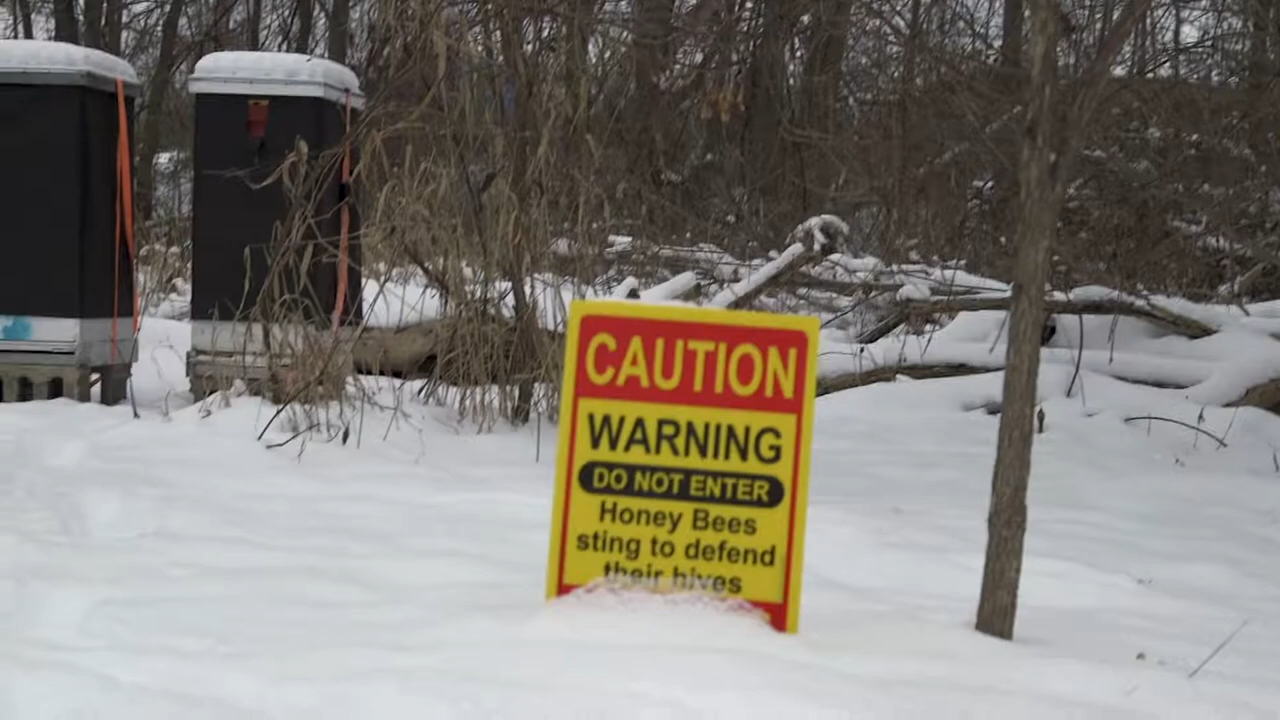 CAUTION
WARNING
DO NOT ENTER
Honey Bees
sting to defend
their hives